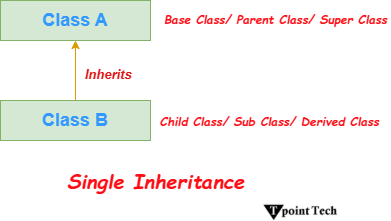 Class A
Base Class/ Parent Class/ Super Class
Inherits
Class B
Child Class/ Sub Class/ Derived Class
Single Inheritance
Tpoint Tech